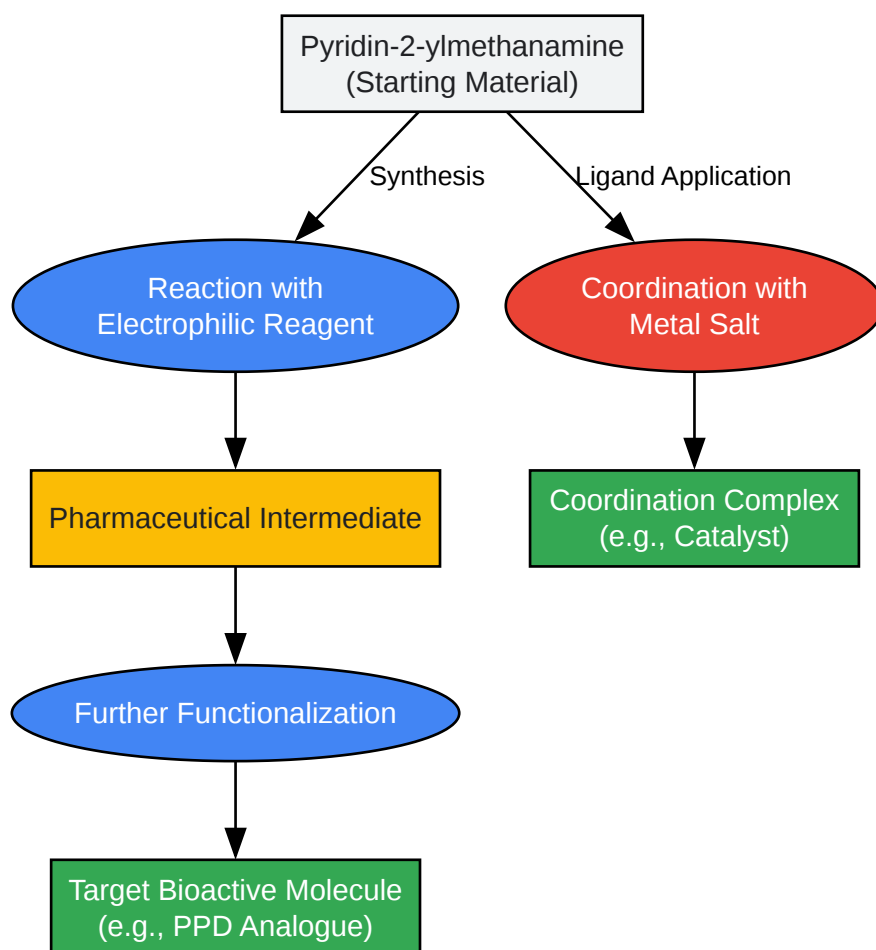 Pyridin-2-ylmethanamine
(Starting Material)
Synthesis
Ligand Application
Reaction with
Electrophilic Reagent
Coordination with
Metal Salt
Pharmaceutical Intermediate
Coordination Complex
(e.g., Catalyst)
Further Functionalization
Target Bioactive Molecule
(e.g., PPD Analogue)